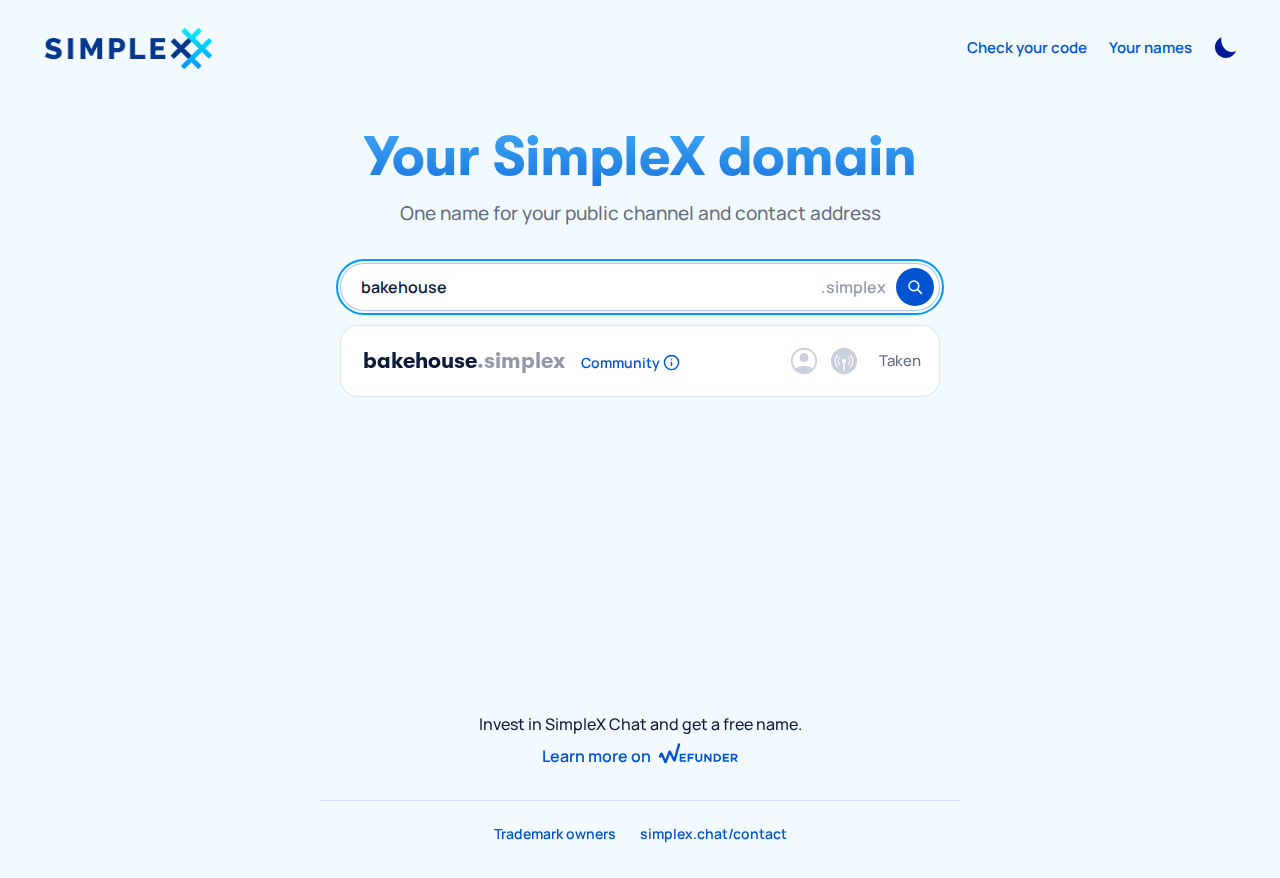 SIMPLEX
Check your code
Your names
Your SimpleX domain
One name for your public channel and contact address
bakehouse
.simplex
bakehouse.simplex
Community
Taken
Invest in SimpleX Chat and get a free name.
Learn more on WEFUNDER
Trademark owners
simplex.chat/contact